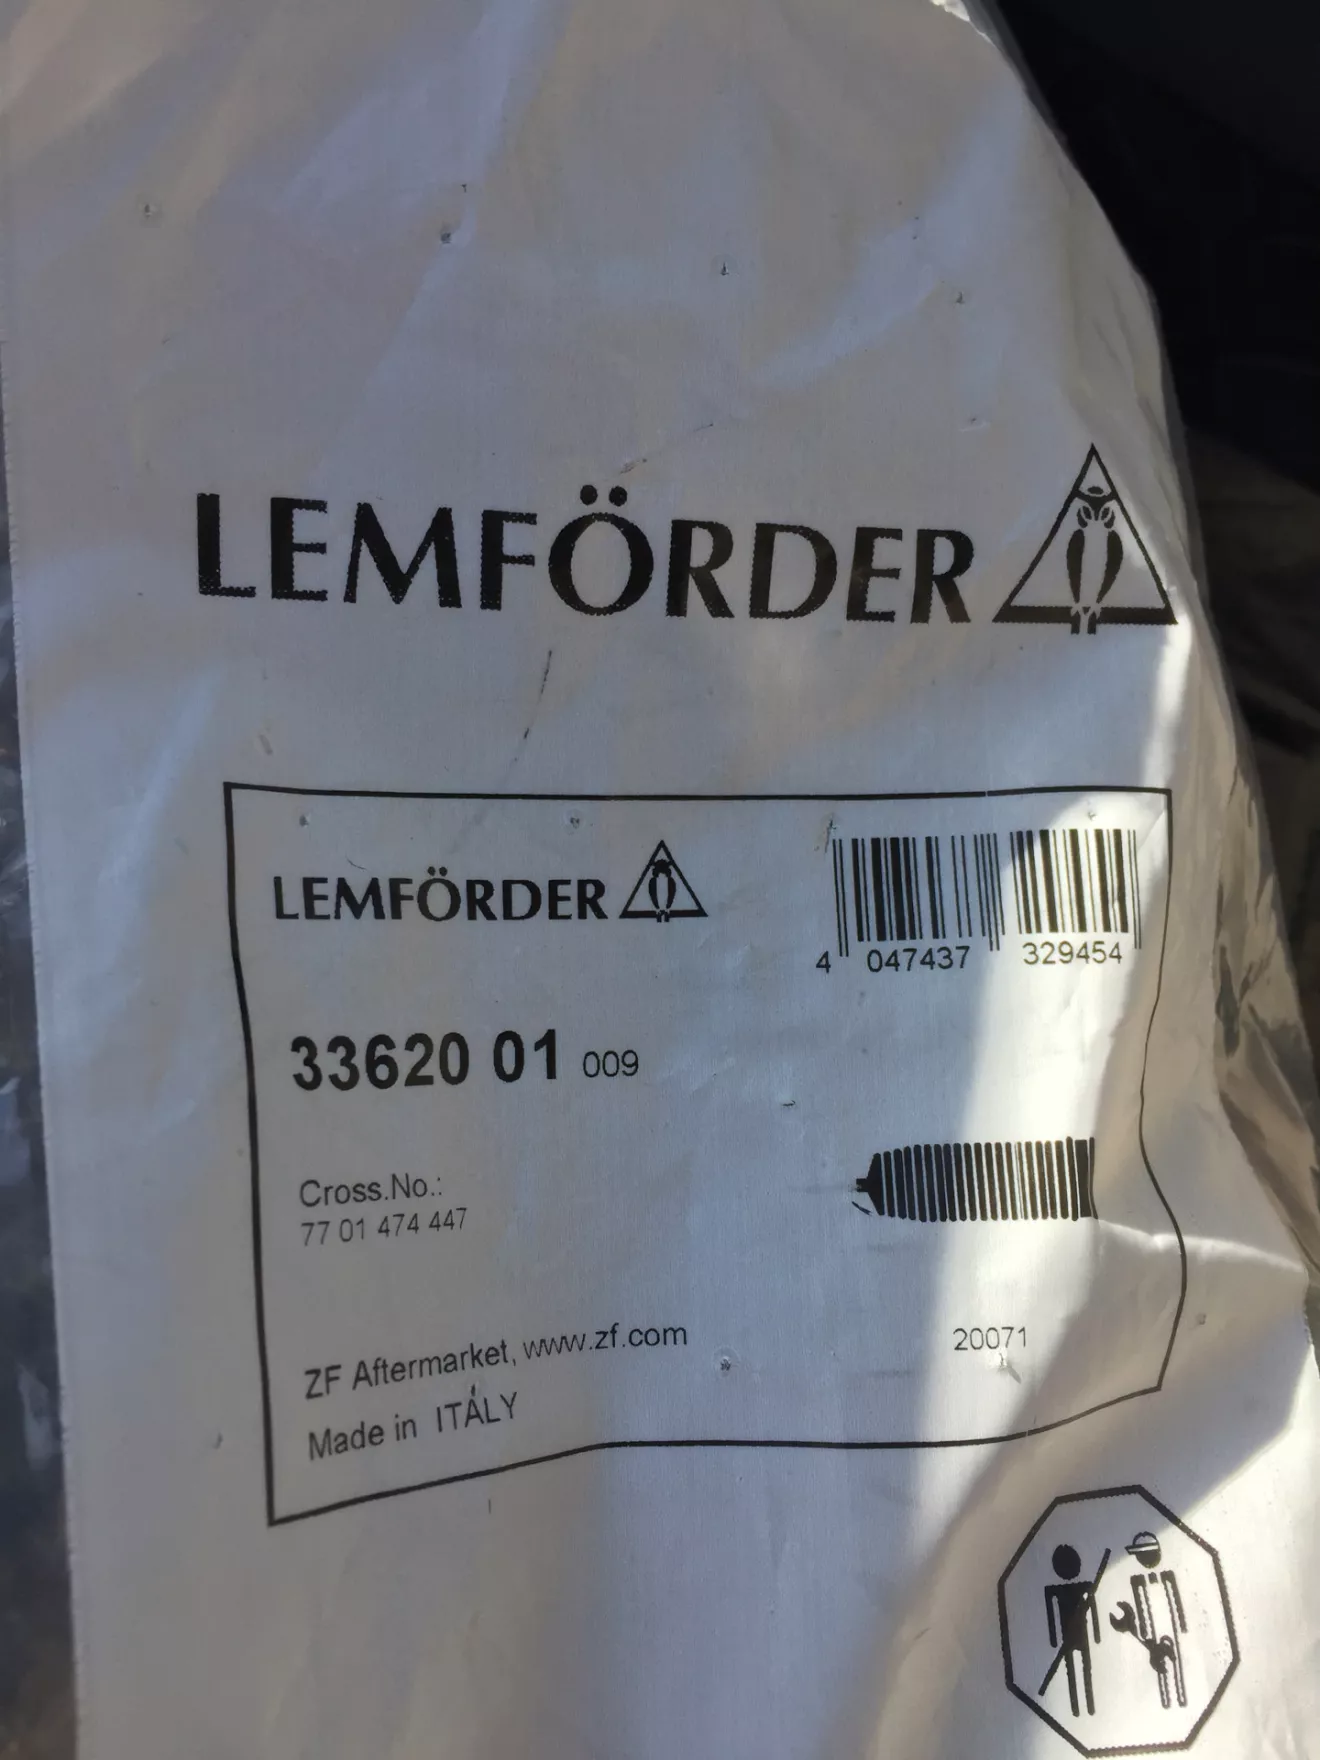 LEMFÖRDER
LEMFÖRDER
4 047437 329454
33620 01 009
Cross.No.:
77 01 474 447
ZF Aftermarket, www.zf.com
20071
Made in ITALY